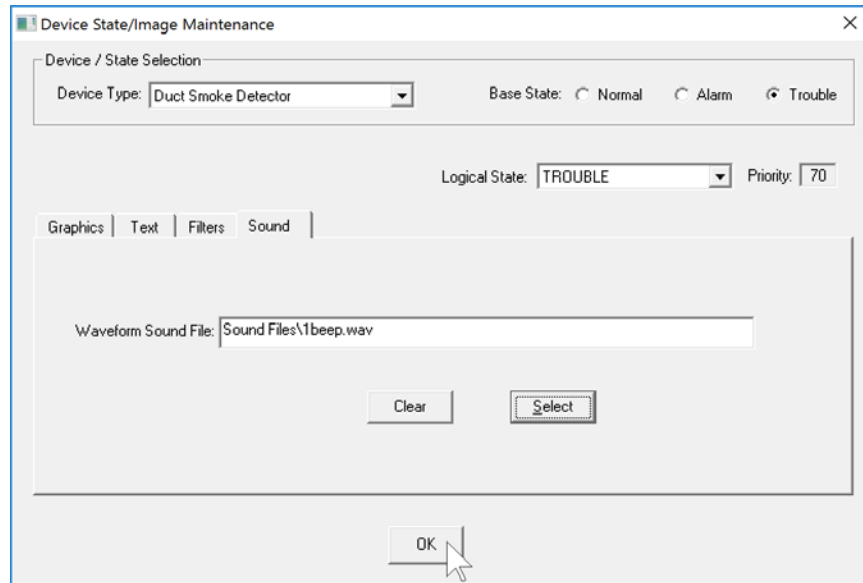 Device State/Image Maintenance
Device / State Selection
Device Type: Duct Smoke Detector Base State: Normal Alarm Trouble
Logical State: TROUBLE Priority: 70
Graphics Text Filters Sound
Waveform Sound File: Sound Files\1beep.wav
Clear Select
OK